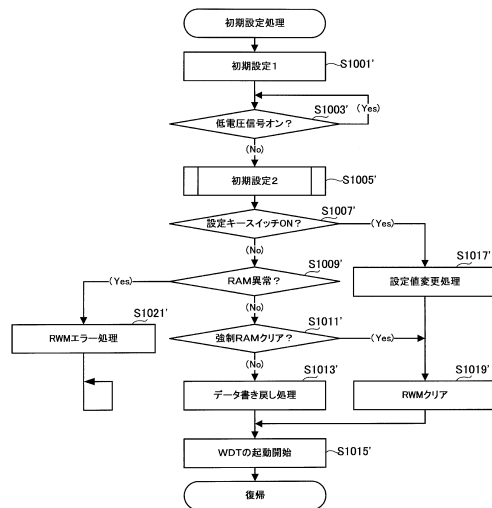 初期設定処理
初期設定1
S1001'
低電圧信号オン？
S1003'
(Yes)
(No)
初期設定2
S1005'
設定キースイッチON？
S1007'
(Yes)
(No)
RAM異常？
S1009'
(Yes)
(No)
設定値変更処理
S1017'
RWMエラー処理
S1021'
強制RAMクリア？
S1011'
(Yes)
(No)
データ書き戻し処理
S1013'
RWMクリア
S1019'
WDTの起動開始
S1015'
復帰